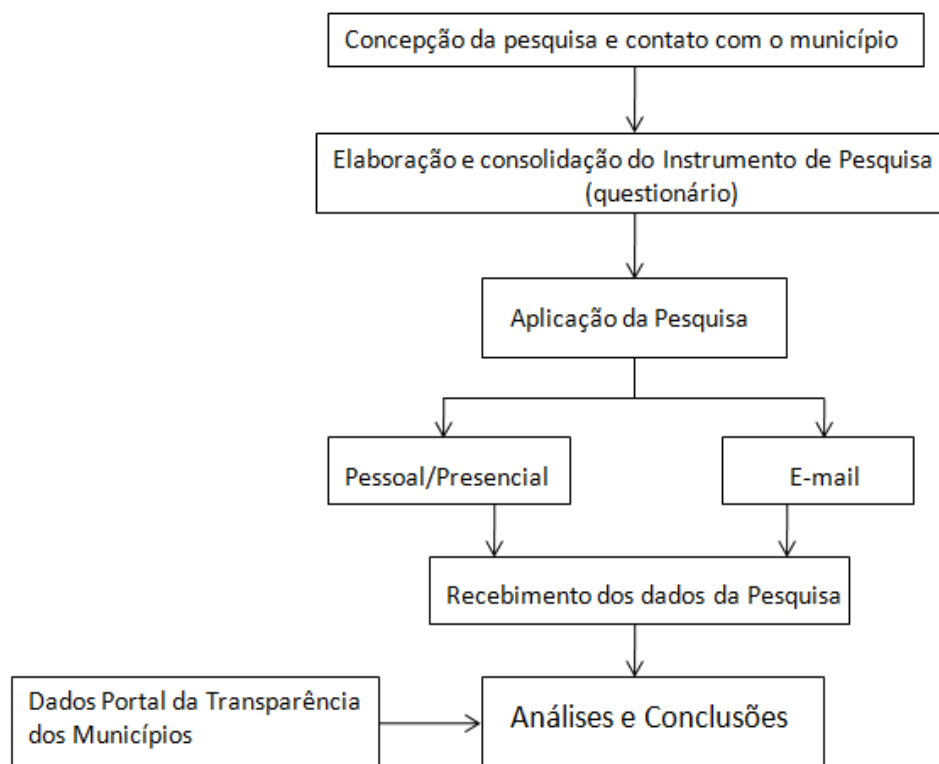 Concepção da pesquisa e contato com o município
Elaboração e consolidação do Instrumento de Pesquisa
(questionário)
Aplicação da Pesquisa
Pessoal/Presencial
E-mail
Recebimento dos dados da Pesquisa
Dados Portal da Transparência
dos Municípios
Análises e Conclusões